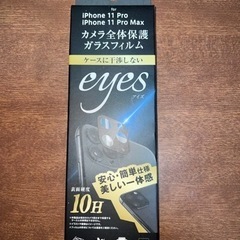 for
iPhone 11 Pro
iPhone 11 Pro Max
カメラ全体保護
ガラスフィルム
ケースに干渉しない
eyes
アイズ
安心・簡単仕様
美しい一体感
表面硬度
10H